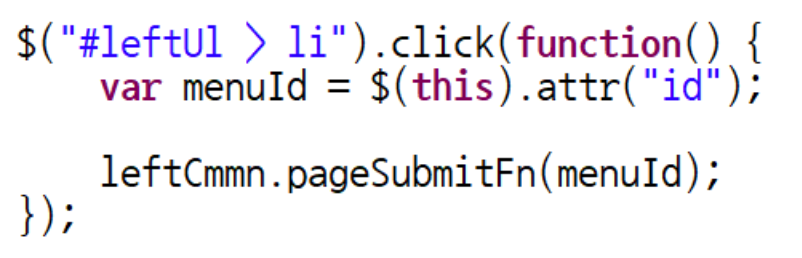 $("#leftUl > li").click(function() {
    var menuId = $(this).attr("id");

    leftCmmn.pageSubmitFn(menuId);
});